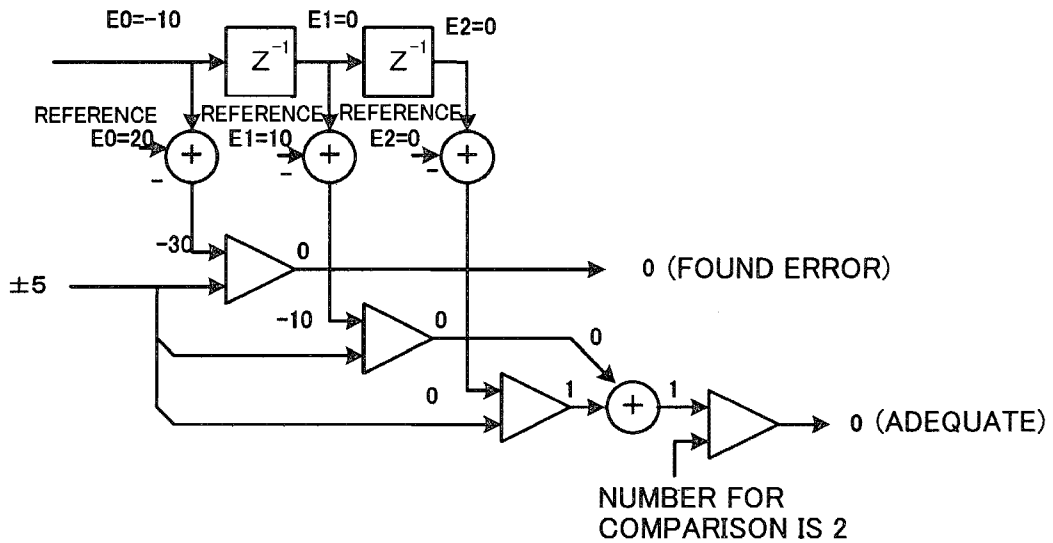 E0=-10
E1=0
E2=0
Z⁻¹
Z⁻¹
REFERENCE
E0=20
REFERENCE
E1=10
REFERENCE
E2=0
+
+
+
-
-
-
-30
0
0 (FOUND ERROR)
±5
-10
0
0
0
1
+
1
0 (ADEQUATE)
NUMBER FOR
COMPARISON IS 2